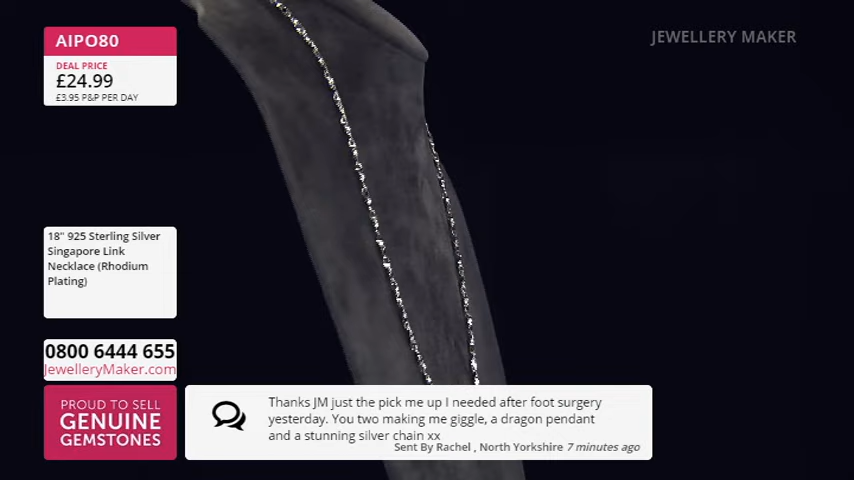 AIPO80
DEAL PRICE
£24.99
£3.95 P&P PER DAY
JEWELLERY MAKER
18" 925 Sterling Silver
Singapore Link
Necklace (Rhodium
Plating)
0800 6444 655
JewelleryMaker.com
PROUD TO SELL
GENUINE
GEMSTONES
Thanks JM just the pick me up I needed after foot surgery
yesterday. You two making me giggle, a dragon pendant
and a stunning silver chain xx
Sent By Rachel , North Yorkshire 7 minutes ago